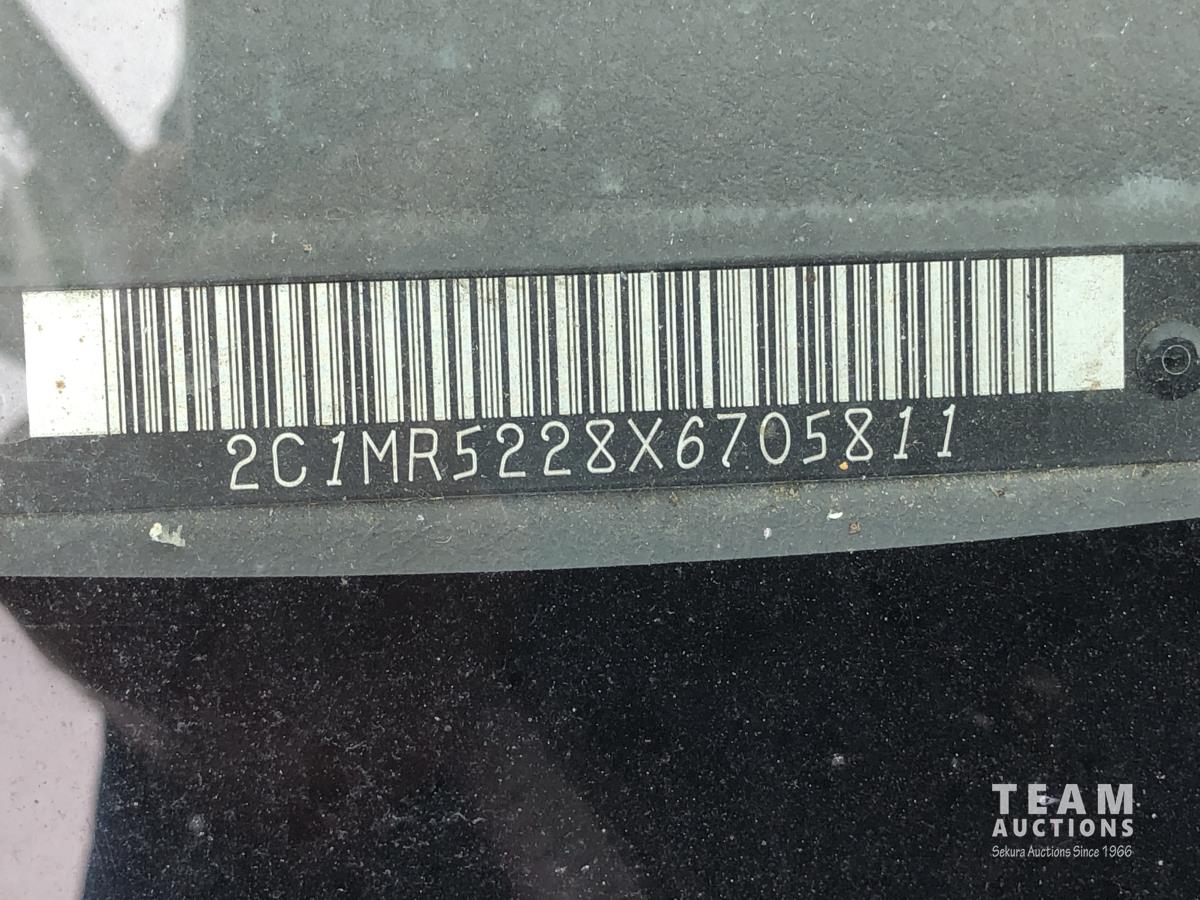 2C1MR5228X6705811
TEAM
AUCTIONS
Sekura Auctions Since 1966